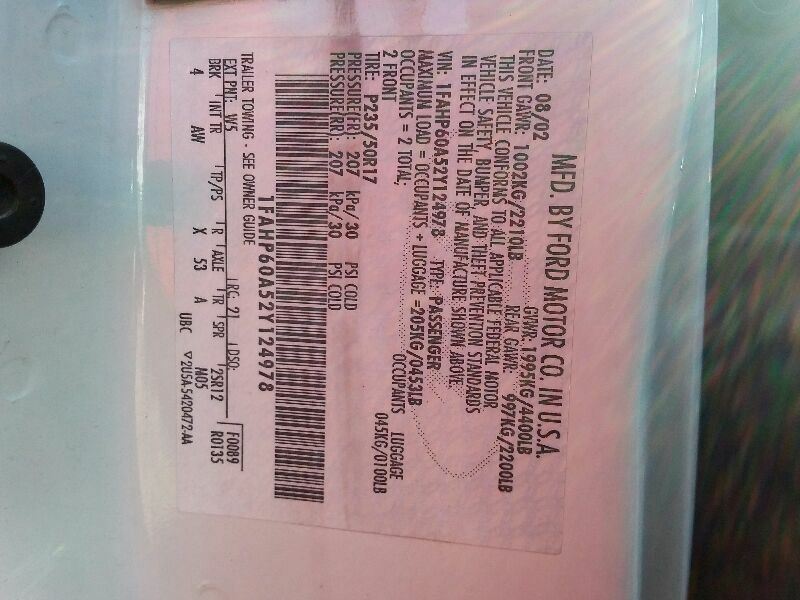 MFD. BY FORD MOTOR CO. IN U.S.A.
DATE: 08/02 GVWR: 1995KG/4400LB
FRONT GAWR: 1002KG/2210LB REAR GAWR: 997KG/2200LB
THIS VEHICLE CONFORMS TO ALL APPLICABLE FEDERAL MOTOR
VEHICLE SAFETY, BUMPER, AND THEFT PREVENTION STANDARDS
IN EFFECT ON THE DATE OF MANUFACTURE SHOWN ABOVE.
VIN: 1FAHP60A52Y124978 TYPE: PASSENGER
MAXIMUM LOAD = OCCUPANTS + LUGGAGE =205KG/0453LB
OCCUPANTS = 2 TOTAL; OCCUPANTS LUGGAGE
2 FRONT 045KG/0100LB
TIRE: P235/50R17
PRESSURE(FR): 207 kPa/30 PSI COLD
PRESSURE(RR): 207 kPa/30 PSI COLD
1FAHP60A52Y124978
TRAILER TOWING - SEE OWNER GUIDE
EXT PNT: W5 RC: 21 DSO: F0089
BRK INT TR TP/PS R AXLE TR SPR 2SR12 R0135
4 AW X 53 A M05
UBC ▽2U5A-5420472-AA